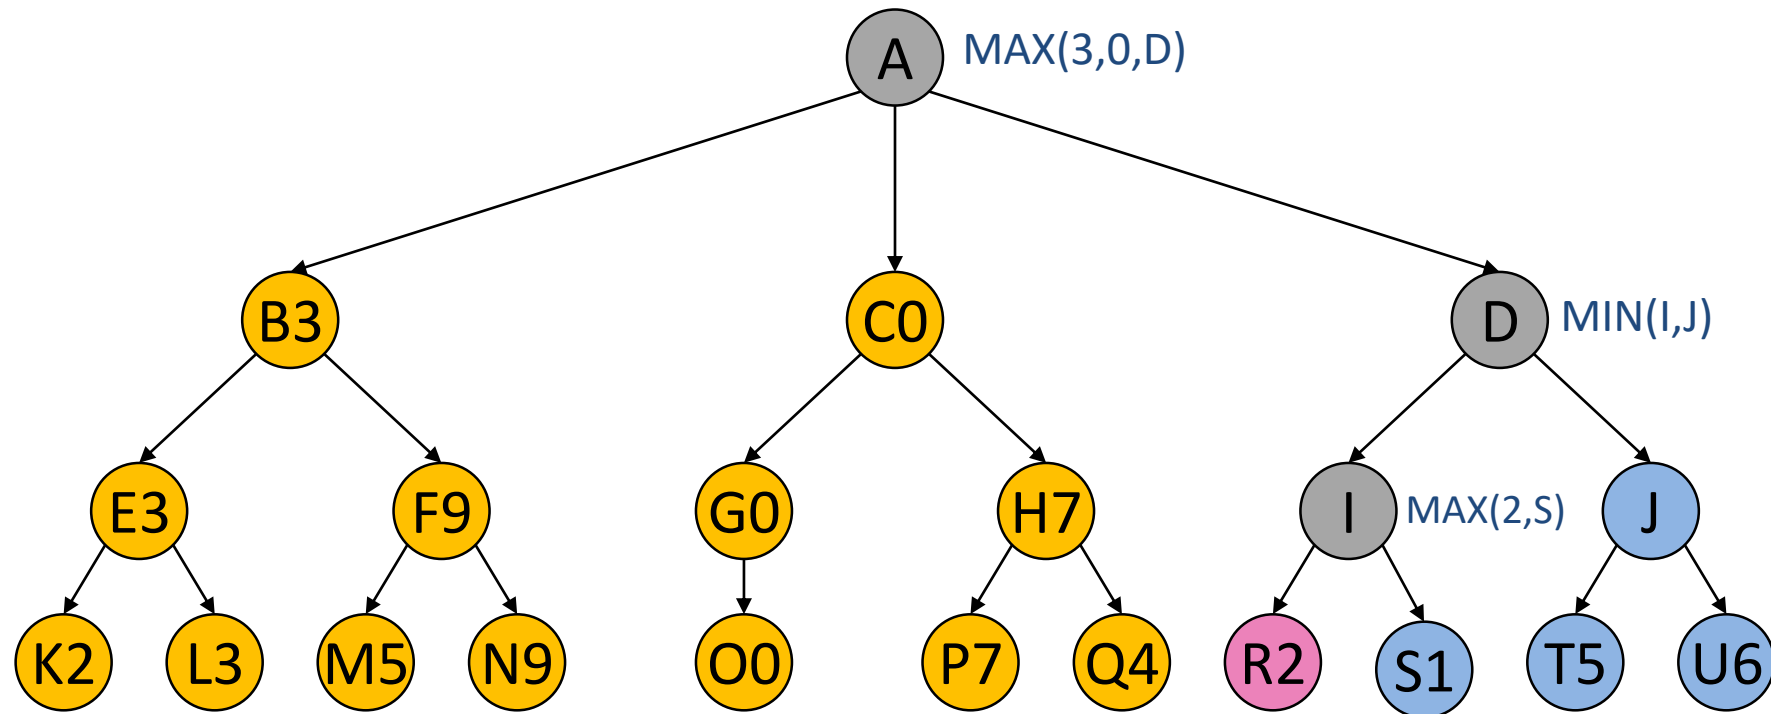 A MAX(3,0,D)
B3 C0 D MIN(I,J)
E3 F9 G0 H7 I MAX(2,S) J
K2 L3 M5 N9 O0 P7 Q4 R2 S1 T5 U6